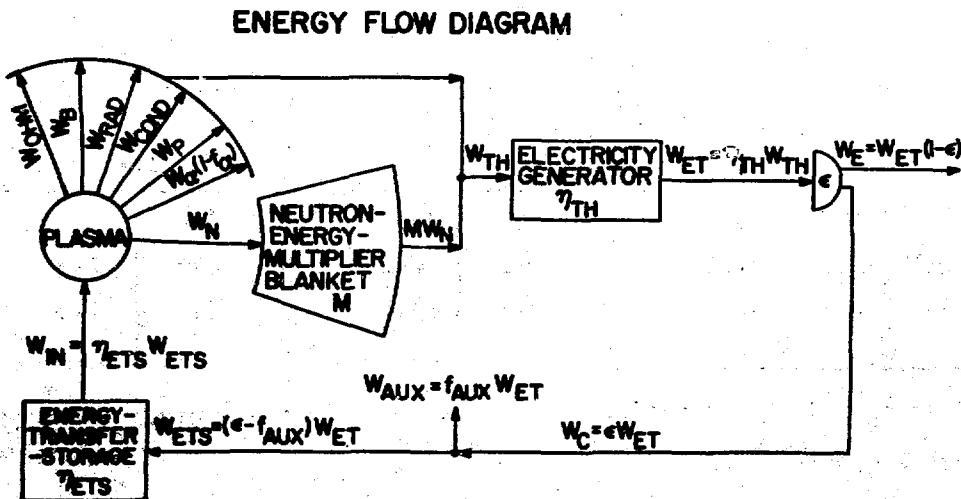 ENERGY FLOW DIAGRAM
W_B
W_RAD
W_COND
W_P
W_α(1-f_α)
PLASMA
W_N
NEUTRON-
ENERGY-
MULTIPLIER
BLANKET
M
MW_N
W_TH
ELECTRICITY
GENERATOR
η_TH
W_ET=η_TH W_TH
ϵ
W_E=W_ET(1-ϵ)
W_IN = η_ETS W_ETS
W_AUX=f_AUX W_ET
W_C=ϵW_ET
W_ETS=(ϵ-f_AUX)W_ET
ENERGY-
TRANSFER
-STORAGE
η_ETS